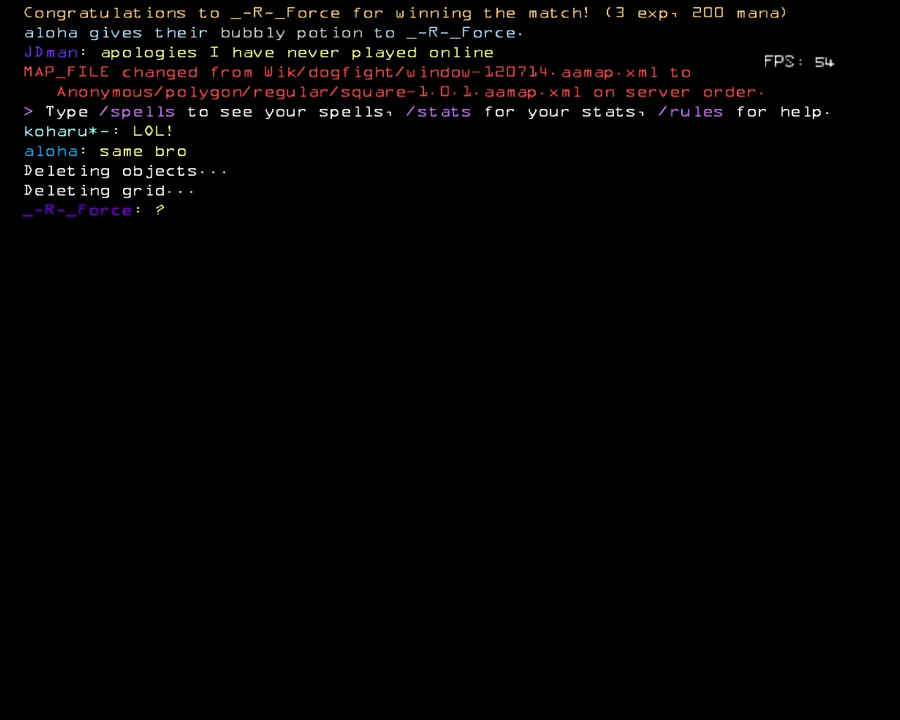 Congratulations to _~R~_Force for winning the match! (3 exp, 200 mana)
aloha gives their bubbly potion to _~R~_Force.
JDman: apologies I have never played online
FPS: 54
MAP_FILE changed from Wik/dogfight/window-120714.aamap.xml to
Anonymous/polygon/regular/square-1.0.1.aamap.xml on server order.
> Type /spells to see your spells, /stats for your stats, /rules for help.
koharu*~: LOL!
aloha: same bro
Deleting objects...
Deleting grid...
_~R~_Force: ?